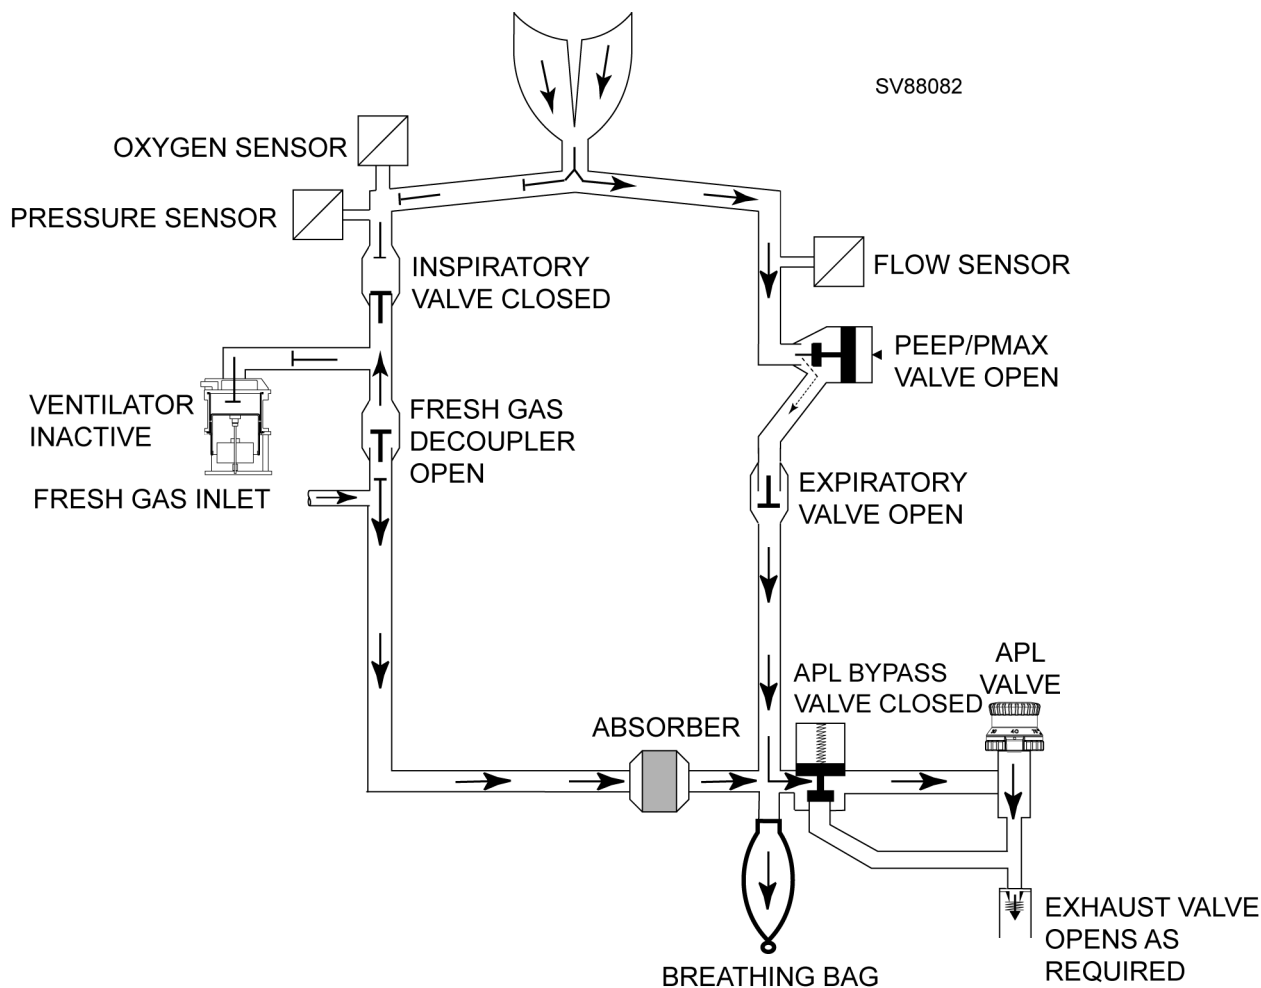 SV88082
OXYGEN SENSOR
PRESSURE SENSOR
FLOW SENSOR
INSPIRATORY
VALVE CLOSED
PEEP/PMAX
VALVE OPEN
VENTILATOR
INACTIVE
FRESH GAS
DECOUPLER
OPEN
FRESH GAS INLET
EXPIRATORY
VALVE OPEN
APL BYPASS
VALVE CLOSED
APL
VALVE
40
ABSORBER
EXHAUST VALVE
OPENS AS
REQUIRED
BREATHING BAG